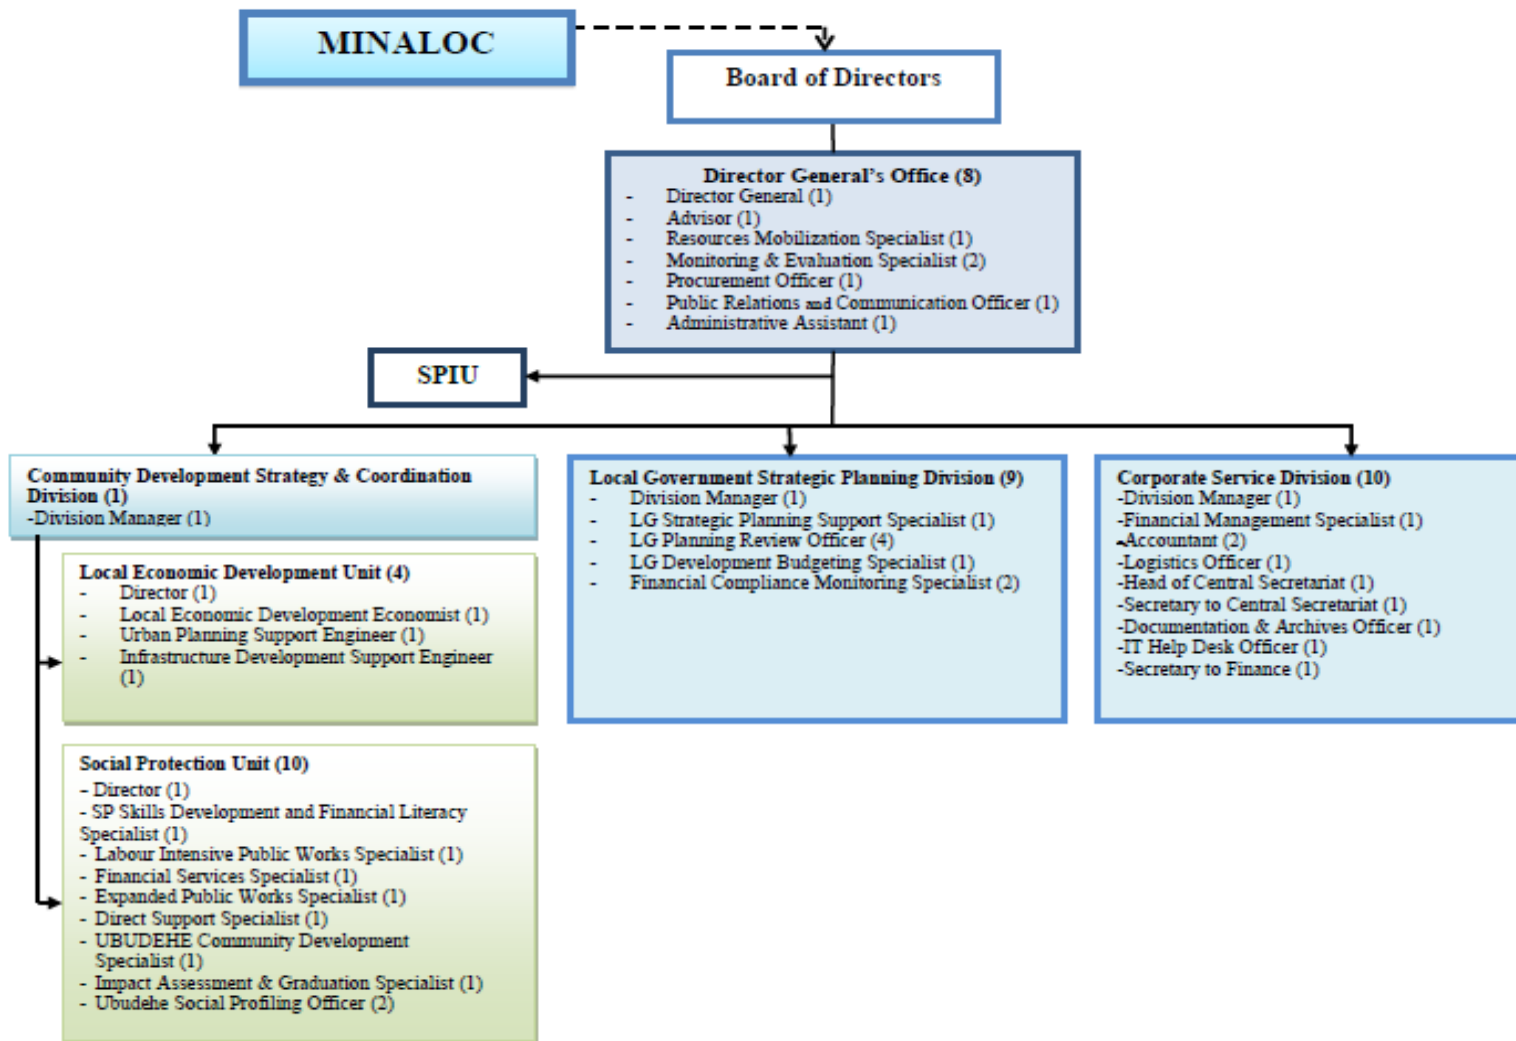 MINALOC
Board of Directors
Director General's Office (8)
- Director General (1)
- Advisor (1)
- Resources Mobilization Specialist (1)
- Monitoring & Evaluation Specialist (2)
- Procurement Officer (1)
- Public Relations and Communication Officer (1)
- Administrative Assistant (1)
SPIU
Community Development Strategy & Coordination
Division (1)
-Division Manager (1)
Local Economic Development Unit (4)
- Director (1)
- Local Economic Development Economist (1)
- Urban Planning Support Engineer (1)
- Infrastructure Development Support Engineer
(1)
Social Protection Unit (10)
- Director (1)
- SP Skills Development and Financial Literacy
Specialist (1)
- Labour Intensive Public Works Specialist (1)
- Financial Services Specialist (1)
- Expanded Public Works Specialist (1)
- Direct Support Specialist (1)
- UBUDEHE Community Development
Specialist (1)
- Impact Assessment & Graduation Specialist (1)
- Ubudehe Social Profiling Officer (2)
Local Government Strategic Planning Division (9)
- Division Manager (1)
- LG Strategic Planning Support Specialist (1)
- LG Planning Review Officer (4)
- LG Development Budgeting Specialist (1)
- Financial Compliance Monitoring Specialist (2)
Corporate Service Division (10)
-Division Manager (1)
-Financial Management Specialist (1)
-Accountant (2)
-Logistics Officer (1)
-Head of Central Secretariat (1)
-Secretary to Central Secretariat (1)
-Documentation & Archives Officer (1)
-IT Help Desk Officer (1)
-Secretary to Finance (1)